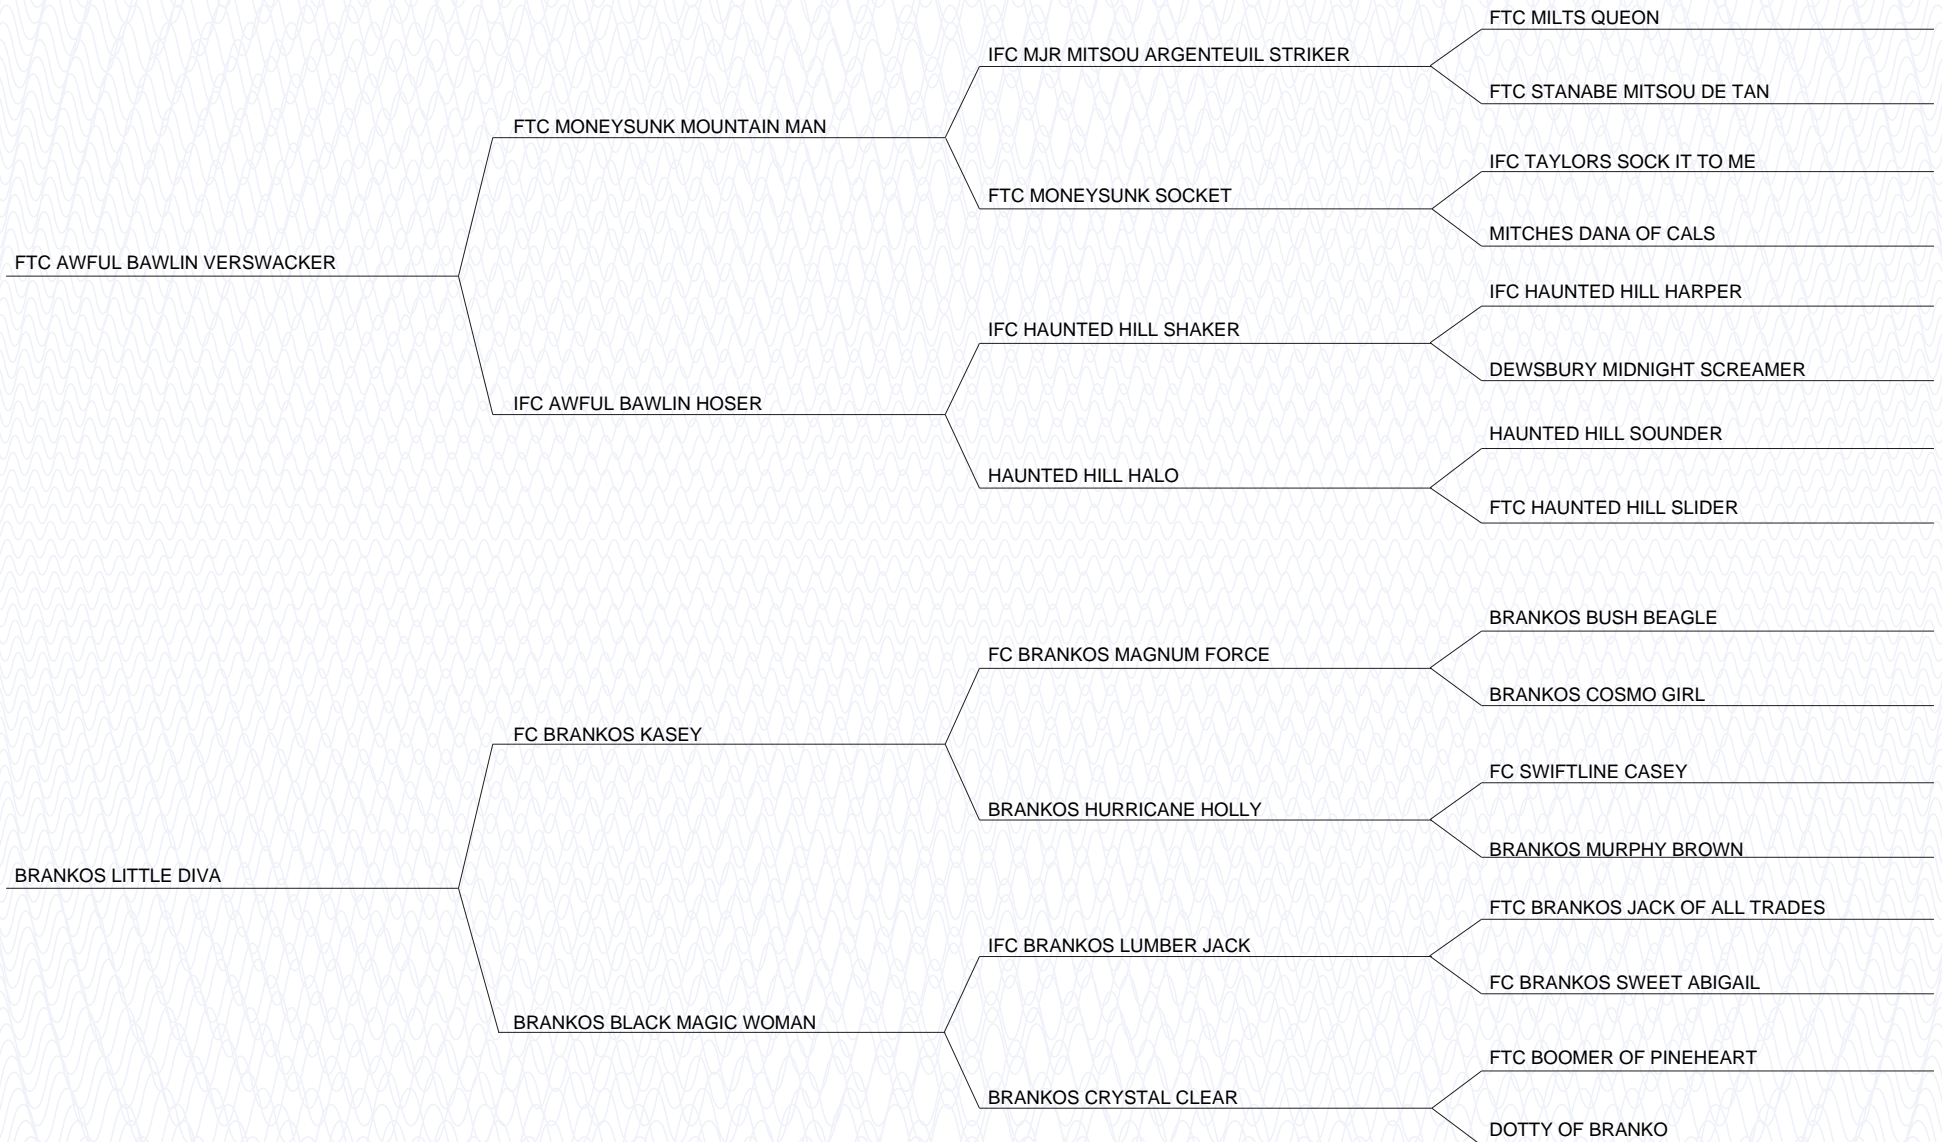 FTC MILTS QUEON
IFC MJR MITSOU ARGENTEUIL STRIKER
FTC STANABE MITSOU DE TAN
FTC MONEYSUNK MOUNTAIN MAN
IFC TAYLORS SOCK IT TO ME
FTC MONEYSUNK SOCKET
MITCHES DANA OF CALS
FTC AWFUL BAWLIN VERSWACKER
IFC HAUNTED HILL HARPER
IFC HAUNTED HILL SHAKER
DEWSBURY MIDNIGHT SCREAMER
IFC AWFUL BAWLIN HOSER
HAUNTED HILL SOUNDER
HAUNTED HILL HALO
FTC HAUNTED HILL SLIDER
BRANKOS BUSH BEAGLE
FC BRANKOS MAGNUM FORCE
BRANKOS COSMO GIRL
FC BRANKOS KASEY
FC SWIFTLINE CASEY
BRANKOS HURRICANE HOLLY
BRANKOS MURPHY BROWN
BRANKOS LITTLE DIVA
FTC BRANKOS JACK OF ALL TRADES
IFC BRANKOS LUMBER JACK
FC BRANKOS SWEET ABIGAIL
BRANKOS BLACK MAGIC WOMAN
FTC BOOMER OF PINEHEART
BRANKOS CRYSTAL CLEAR
DOTTY OF BRANKO